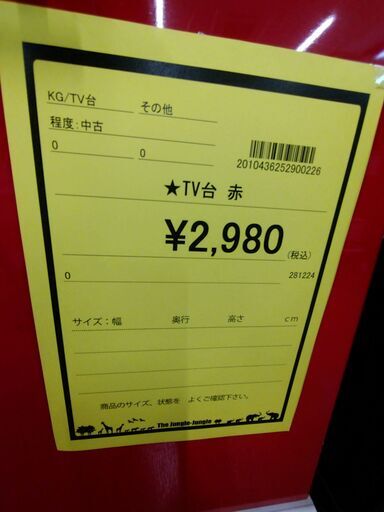 KG/TV台 その他
程度:中古
0 0
2010436252900226
★TV台 赤
¥2,980(税込)
0 281224
サイズ:幅 奥行 高さ cm
商品のサイズ、状態を よくご確認下さい。
The Jungle-Jungle